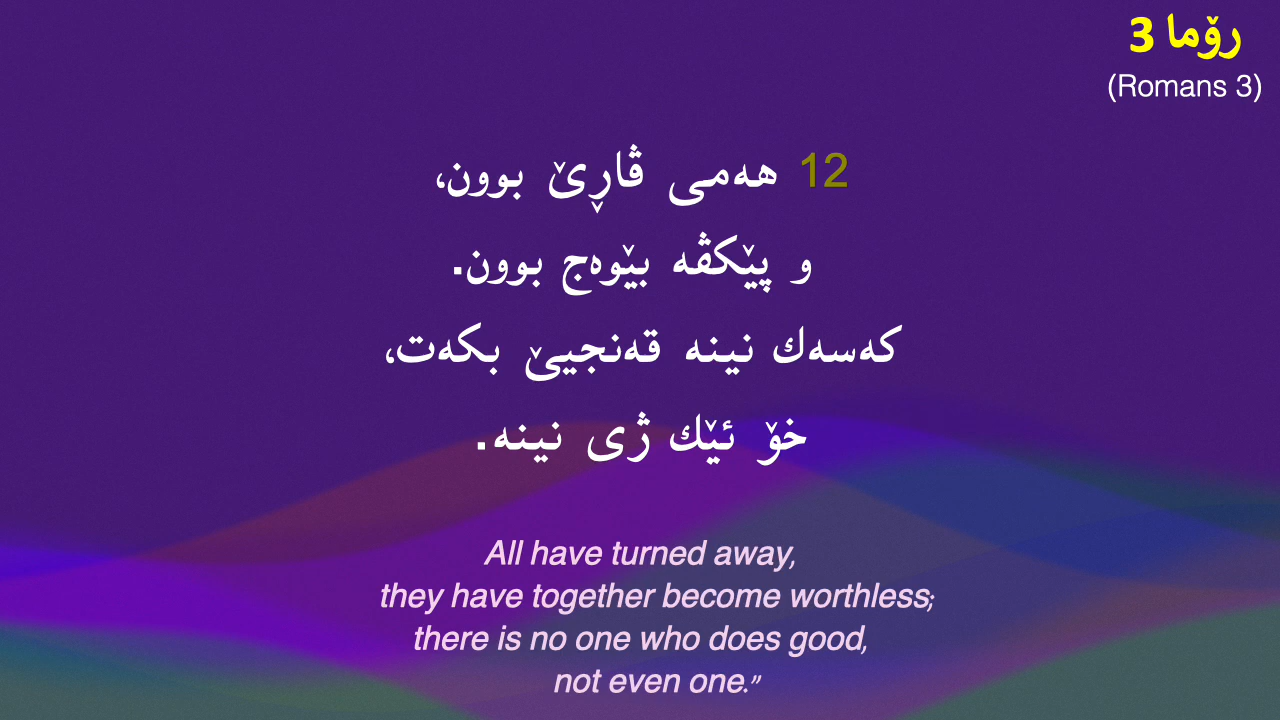 رۆما 3
(Romans 3)
12 هەمی ڤاڕێ بوون،
و پێکڤە بێوەج بوون.
کەسەك نینە قەنجیێ بکەت،
خۆ ئێك ژی نینە.
All have turned away,
they have together become worthless;
there is no one who does good,
not even one.”